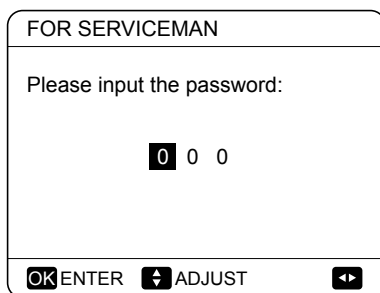 FOR SERVICEMAN
Please input the password:
0 0 0
OK ENTER ADJUST